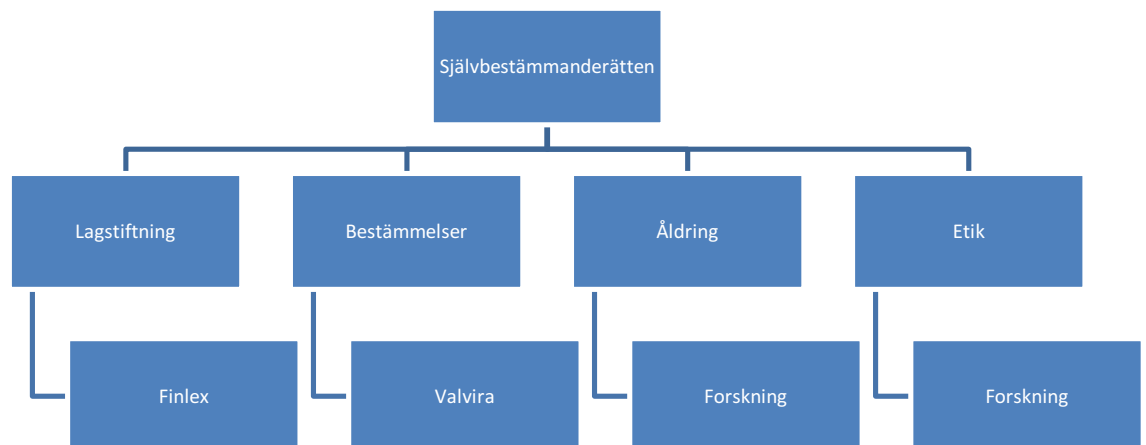 Självbestämmanderätten
Lagstiftning
Bestämmelser
Åldring
Etik
Finlex
Valvira
Forskning
Forskning